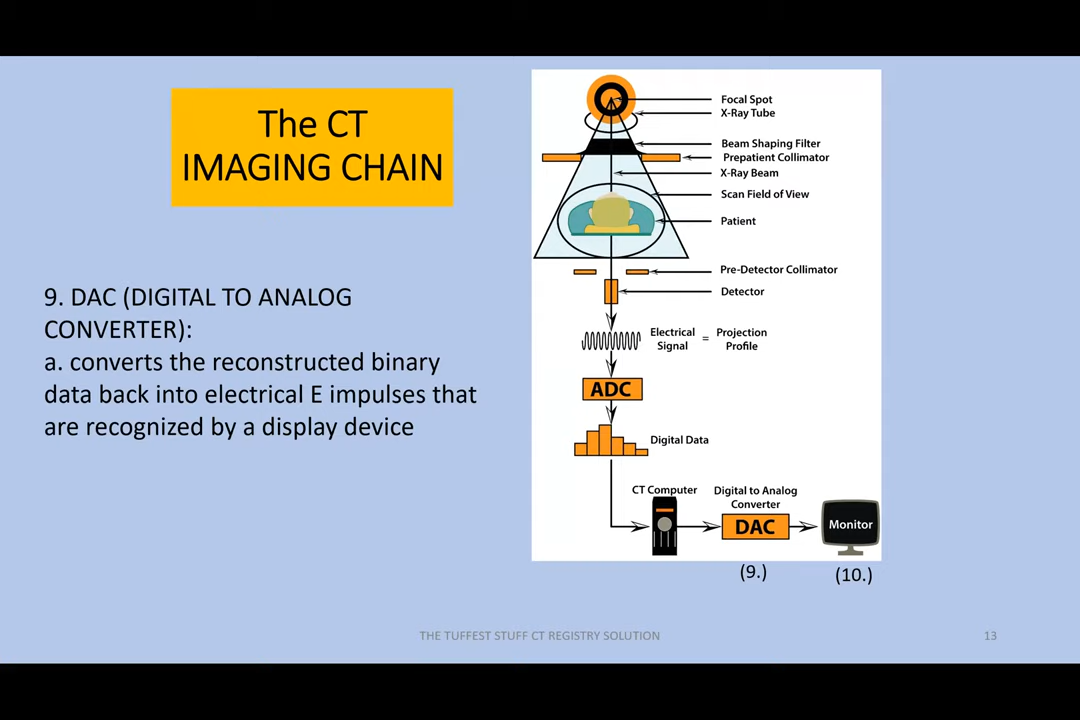 The CT
IMAGING CHAIN
9. DAC (DIGITAL TO ANALOG
CONVERTER):
a. converts the reconstructed binary
data back into electrical E impulses that
are recognized by a display device
Focal Spot
X-Ray Tube
Beam Shaping Filter
Prepatient Collimator
X-Ray Beam
Scan Field of View
Patient
Pre-Detector Collimator
Detector
Electrical
Signal
=
Projection
Profile
ADC
Digital Data
CT Computer
Digital to Analog
Converter
DAC
Monitor
(9.)
(10.)
THE TUFFEST STUFF CT REGISTRY SOLUTION
13